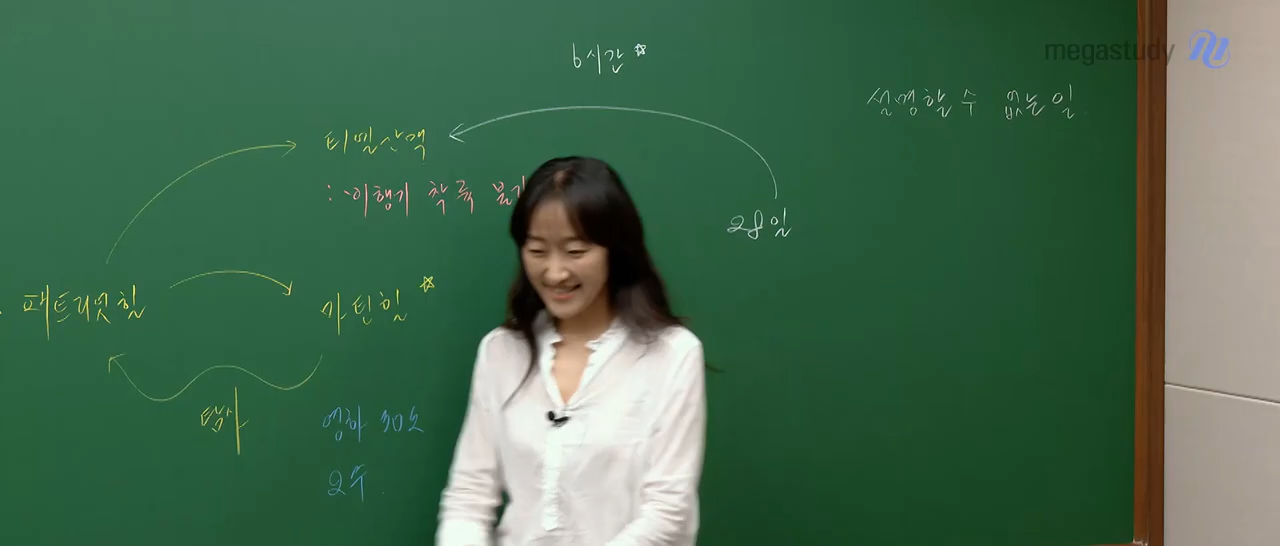 6시간
megastudy
설명할 수 없는 일
티벨산맥
: 비행기 착륙 불가
28일
패트리엇 힐
마틴힐
탐사
영하 30도
2주.